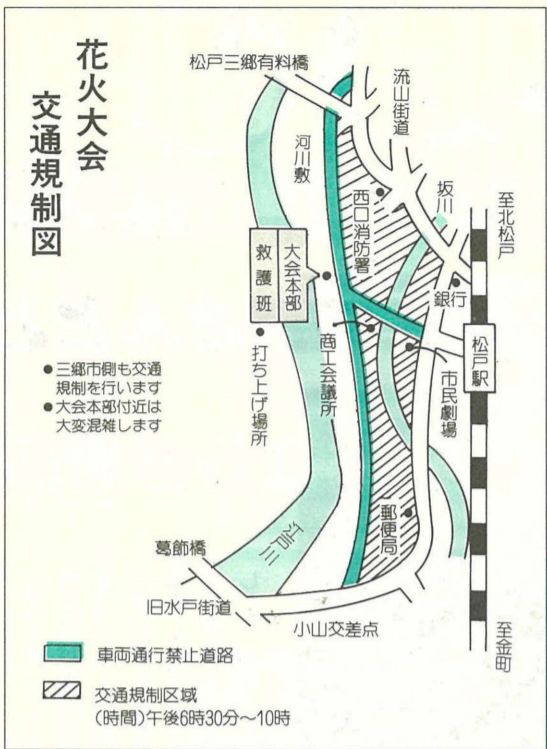 花火大会
交通規制図
松戸三郷有料橋
流山街道
河川敷
坂川
至北松戸
西口消防署
大会本部
救護班
銀行
松戸駅
打ち上げ場所
商工会議所
市民劇場
●三郷市側も交通
規制を行います
●大会本部付近は
大変混雑します
郵便局
江戸川
葛飾橋
旧水戸街道
小山交差点
至金町
車両通行禁止道路
交通規制区域
(時間)午後6時30分〜10時